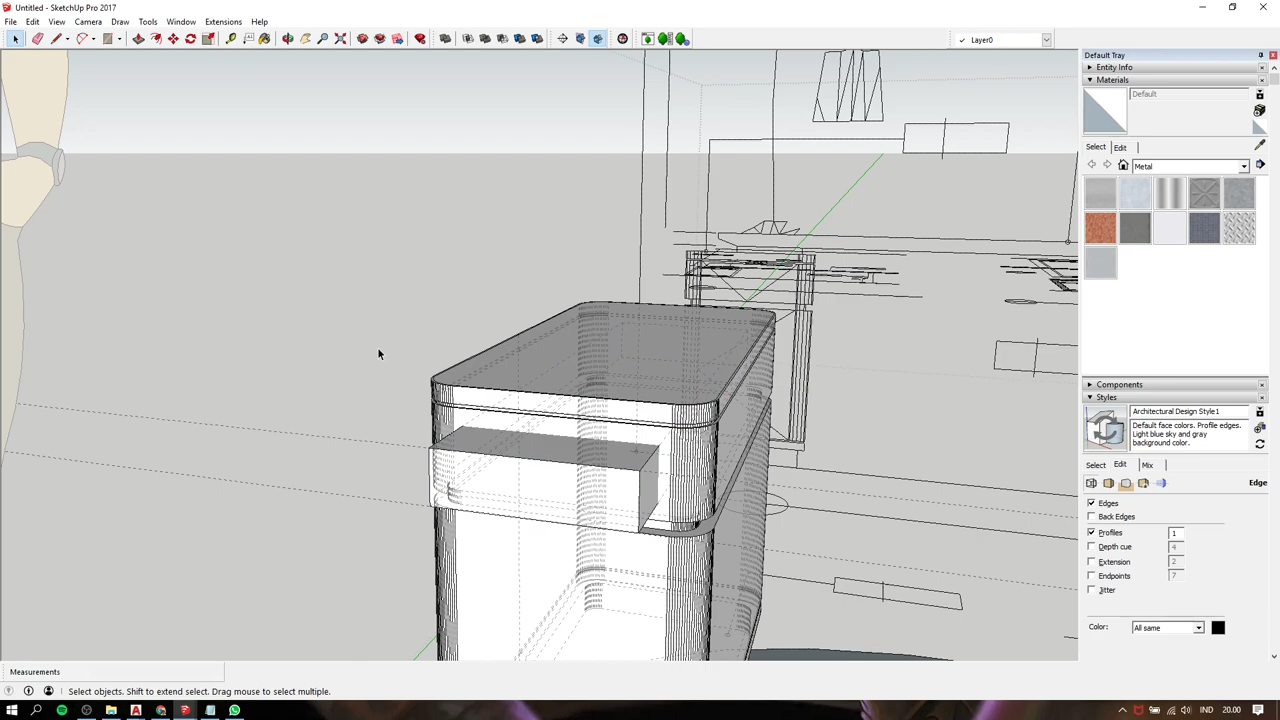 Untitled - SketchUp Pro 2017
File Edit View Camera Draw Tools Window Extensions Help
Layer0
Default Tray
Entity Info
Materials
Default
Select Edit
Metal
Components
Styles
Architectural Design Style1
Default face colors. Profile edges.
Light blue sky and gray
background color.
Select Edit Mix
Edge
Edges
Back Edges
Profiles 1
Depth cue 4
Extension 2
Endpoints 7
Jitter
Color: All same
Measurements
Select objects. Shift to extend select. Drag mouse to select multiple.
IND 20.00